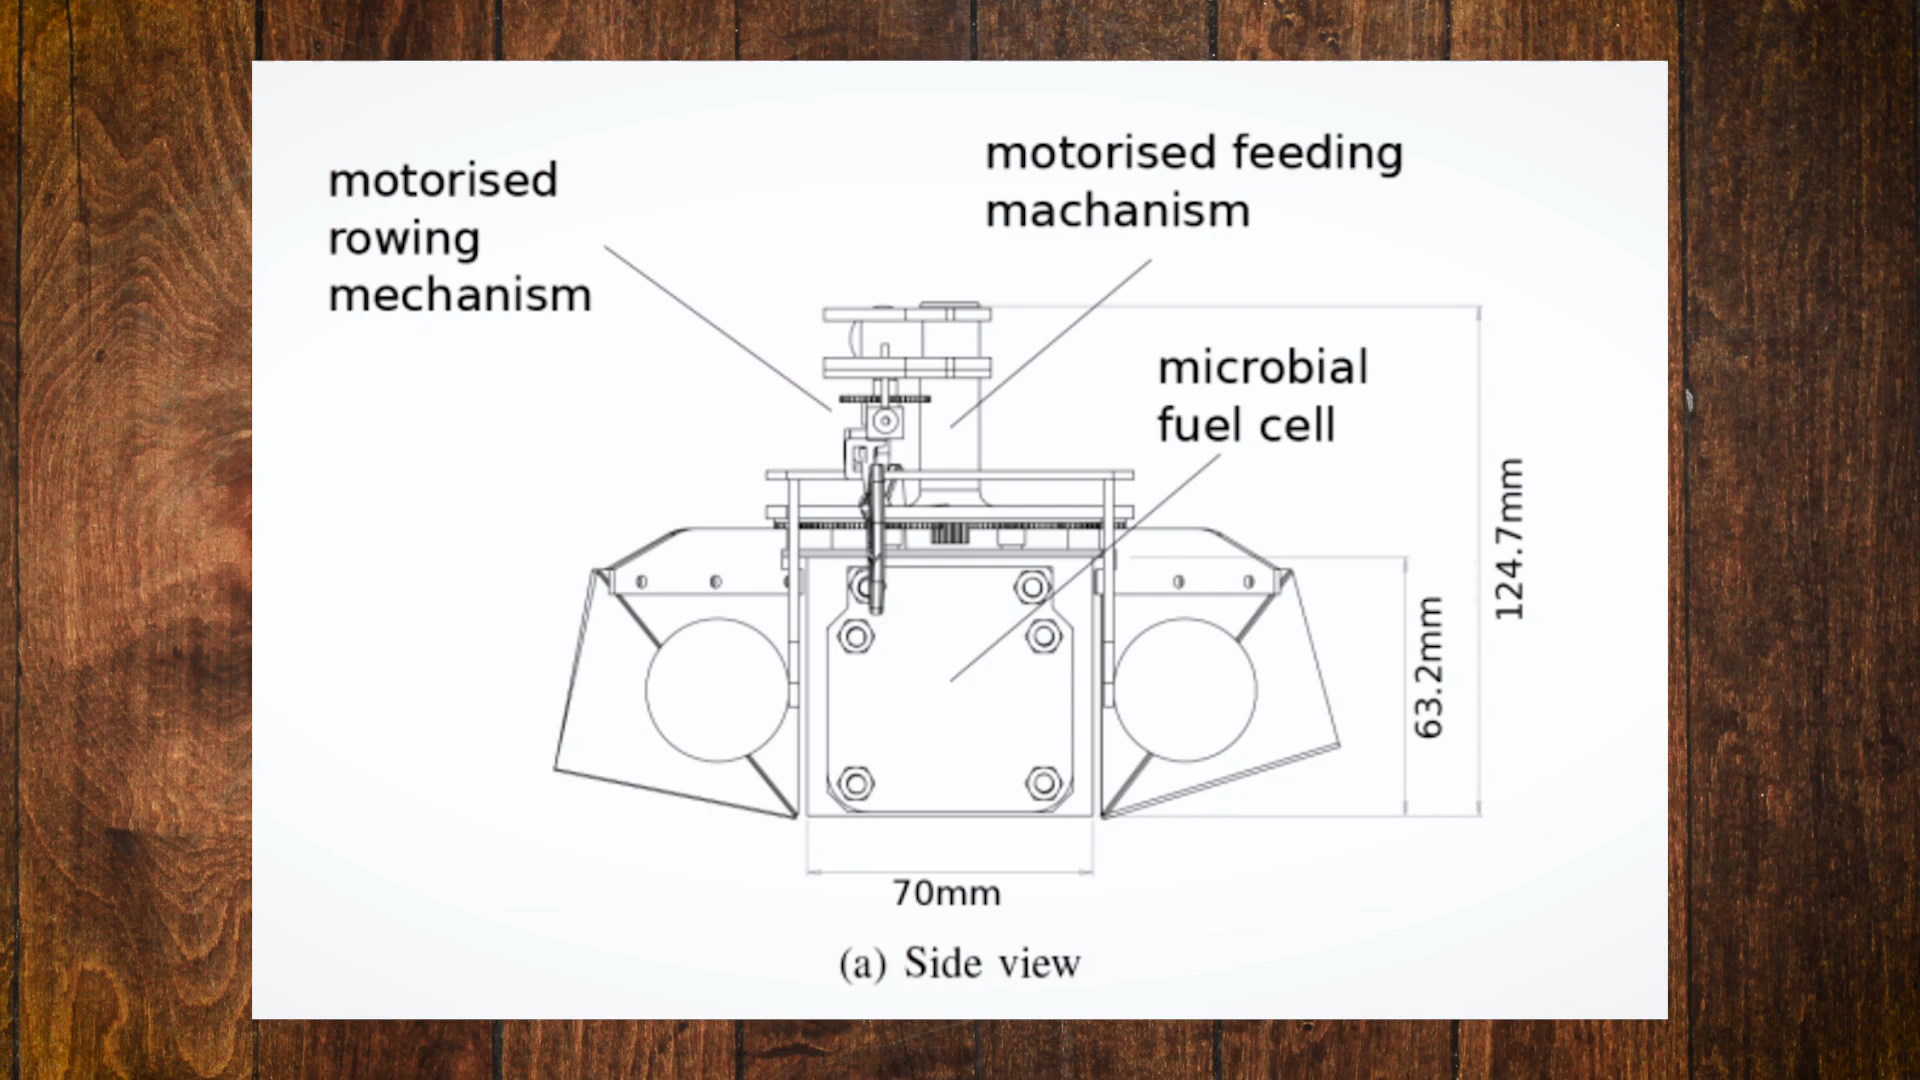 motorised
rowing
mechanism
motorised feeding
machanism
microbial
fuel cell
124.7mm
63.2mm
70mm
(a) Side view